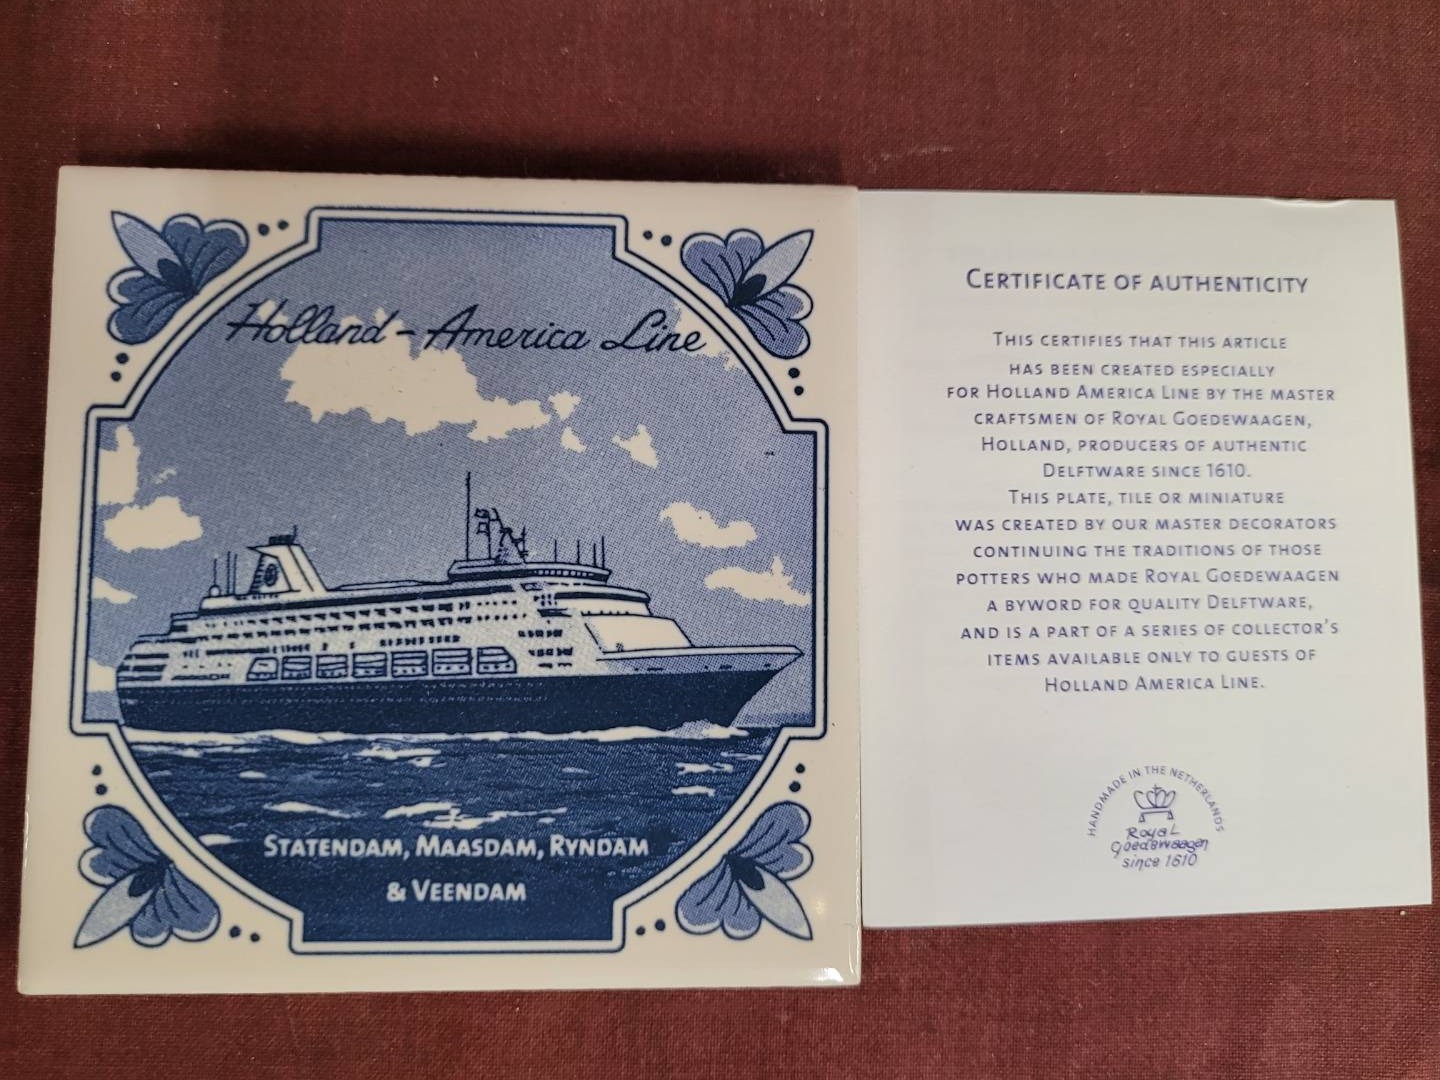 Holland-America Line
STATENDAM, MAASDAM, RYNDAM
& VEENDAM
CERTIFICATE OF AUTHENTICITY
THIS CERTIFIES THAT THIS ARTICLE
HAS BEEN CREATED ESPECIALLY
FOR HOLLAND AMERICA LINE BY THE MASTER
CRAFTSMEN OF ROYAL GOEDEWAAGEN,
HOLLAND, PRODUCERS OF AUTHENTIC
DELFTWARE SINCE 1610.
THIS PLATE, TILE OR MINIATURE
WAS CREATED BY OUR MASTER DECORATORS
CONTINUING THE TRADITIONS OF THOSE
POTTERS WHO MADE ROYAL GOEDEWAAGEN
A BYWORD FOR QUALITY DELFTWARE,
AND IS A PART OF A SERIES OF COLLECTOR'S
ITEMS AVAILABLE ONLY TO GUESTS OF
HOLLAND AMERICA LINE.
HANDMADE IN THE NETHERLANDS
Royal
Goedewaagen
since 1610